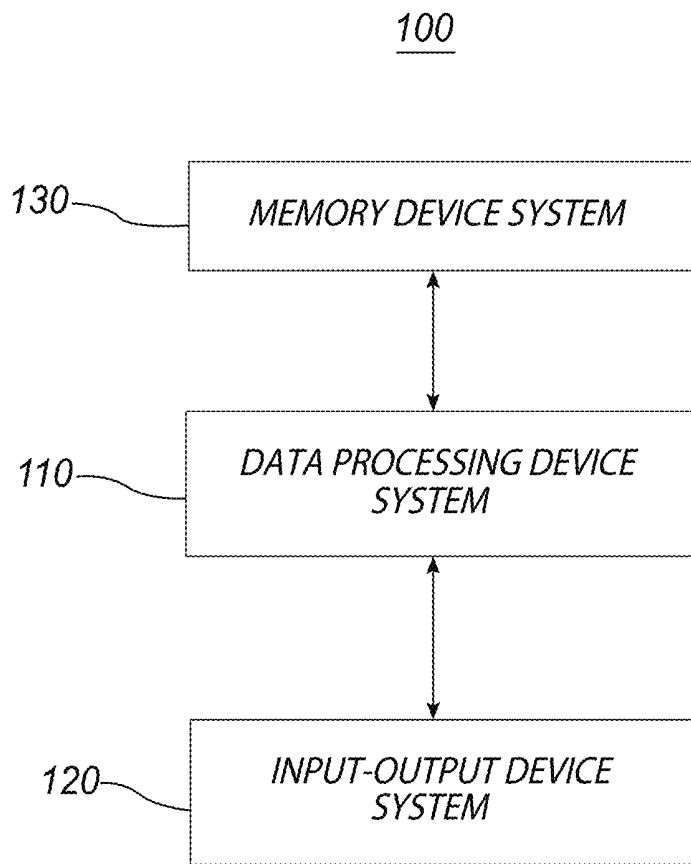 100
130
MEMORY DEVICE SYSTEM
110
DATA PROCESSING DEVICE
SYSTEM
120
INPUT-OUTPUT DEVICE
SYSTEM